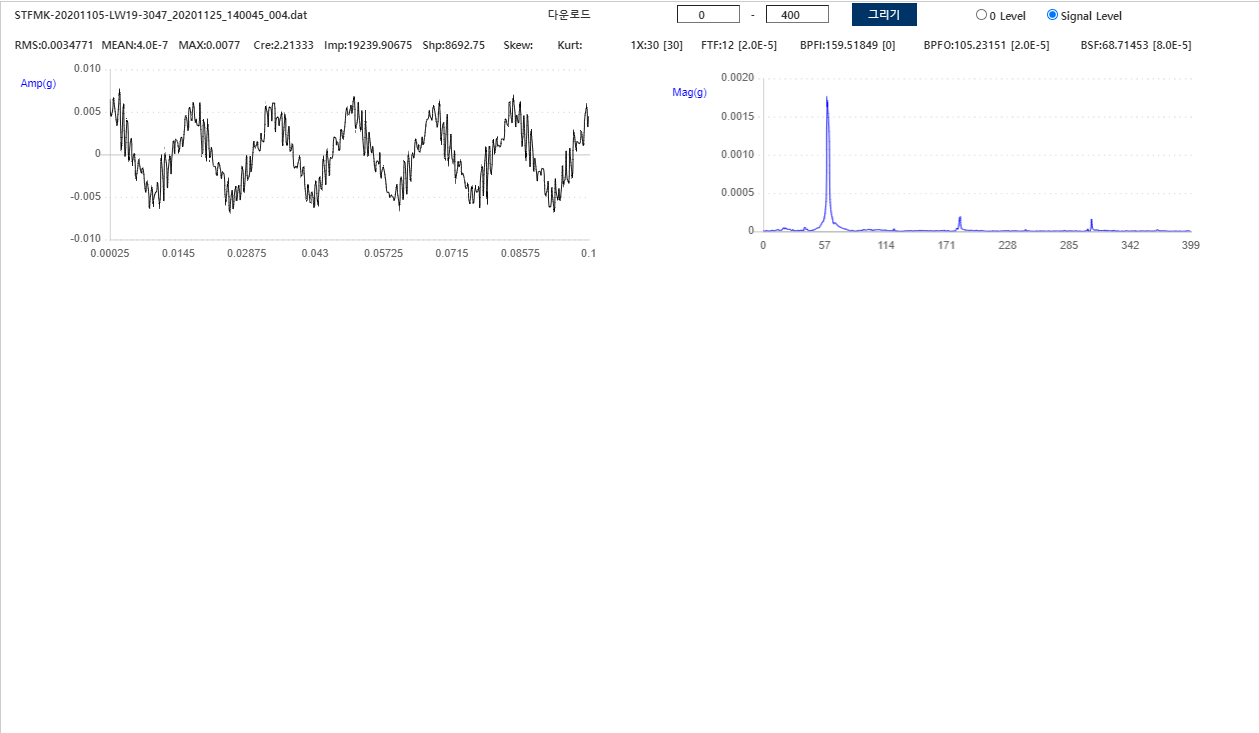 STFMK-20201105-LW19-3047_20201125_140045_004.dat 다운로드 0 - 400 그리기 0 Level Signal Level
RMS:0.0034771 MEAN:4.0E-7 MAX:0.0077 Cre:2.21333 Imp:19239.90675 Shp:8692.75 Skew: Kurt: 1X:30 [30] FTF:12 [2.0E-5] BPFI:159.51849 [0] BPFO:105.23151 [2.0E-5] BSF:68.71453 [8.0E-5]
Amp(g)
0.010
0.005
0
-0.005
-0.010
0.00025 0.0145 0.02875 0.043 0.05725 0.0715 0.08575 0.1
Mag(g)
0.0020
0.0015
0.0010
0.0005
0
0 57 114 171 228 285 342 399